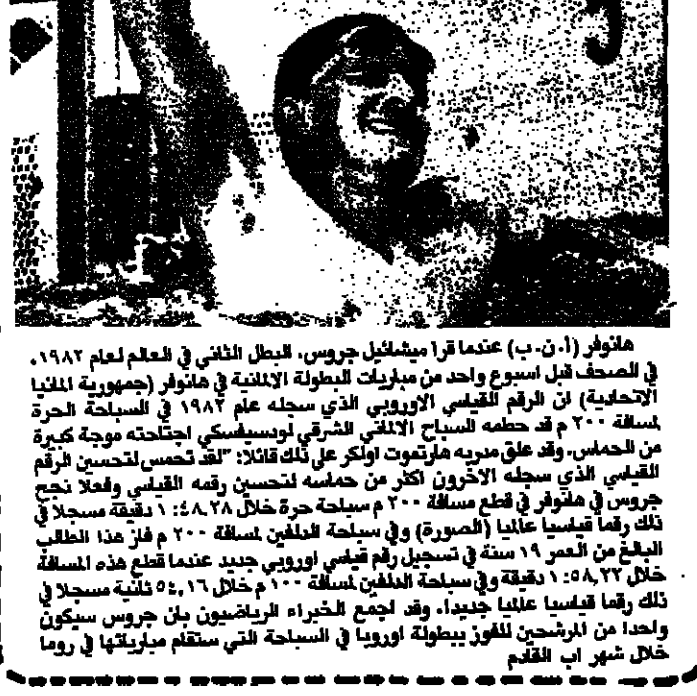 هانوفر (أ. ن. ب) عندما قرا ميشائيل جروس، البطل الثاني في العالم لعام ١٩٨٢،
في الصحف قبل اسبوع واحد من مباريات البطولة الالمانية في هانوفر (جمهورية المانيا
الاتحادية) ان الرقم القياسي الاوروبي الذي سجله عام ١٩٨٢ في السباحة الحرة
لمسافة ٢٠٠ م قد حطمه السباح الالماني الشرقي لودسيفسكي اجتاحته موجة كبيرة
من الحماس. وقد علق مدربه هارتموت اولكر على ذلك قائلا: "لقد تحمس لتحسين الرقم
القياسي الذي سجله الاخرون اكثر من حماسه لتحسين رقمه القياسي وفعلا نجح
جروس في هانوفر في قطع مسافة ٢٠٠ م سباحة حرة خلال ١:٤٨,٢٨ دقيقة مسجلا في
ذلك رقما قياسيا عالميا (الصورة) وفي سباحة الدلفين لمسافة ٢٠٠ م فاز هذا الطالب
البالغ من العمر ١٩ سنة في تسجيل رقم قياسي اوروبي جديد عندما قطع هذه المسافة
خلال ١:٥٨,٢٢ دقيقة وفي سباحة الدلفين لمسافة ١٠٠ م خلال ٥٤,١٦ ثانية مسجلا في
ذلك رقما قياسيا عالميا جديدا. وقد اجمع الخبراء الرياضيون بان جروس سيكون
واحدا من المرشحين للفوز ببطولة اوروبا في السباحة التي ستقام مبارياتها في روما
خلال شهر اب القادم